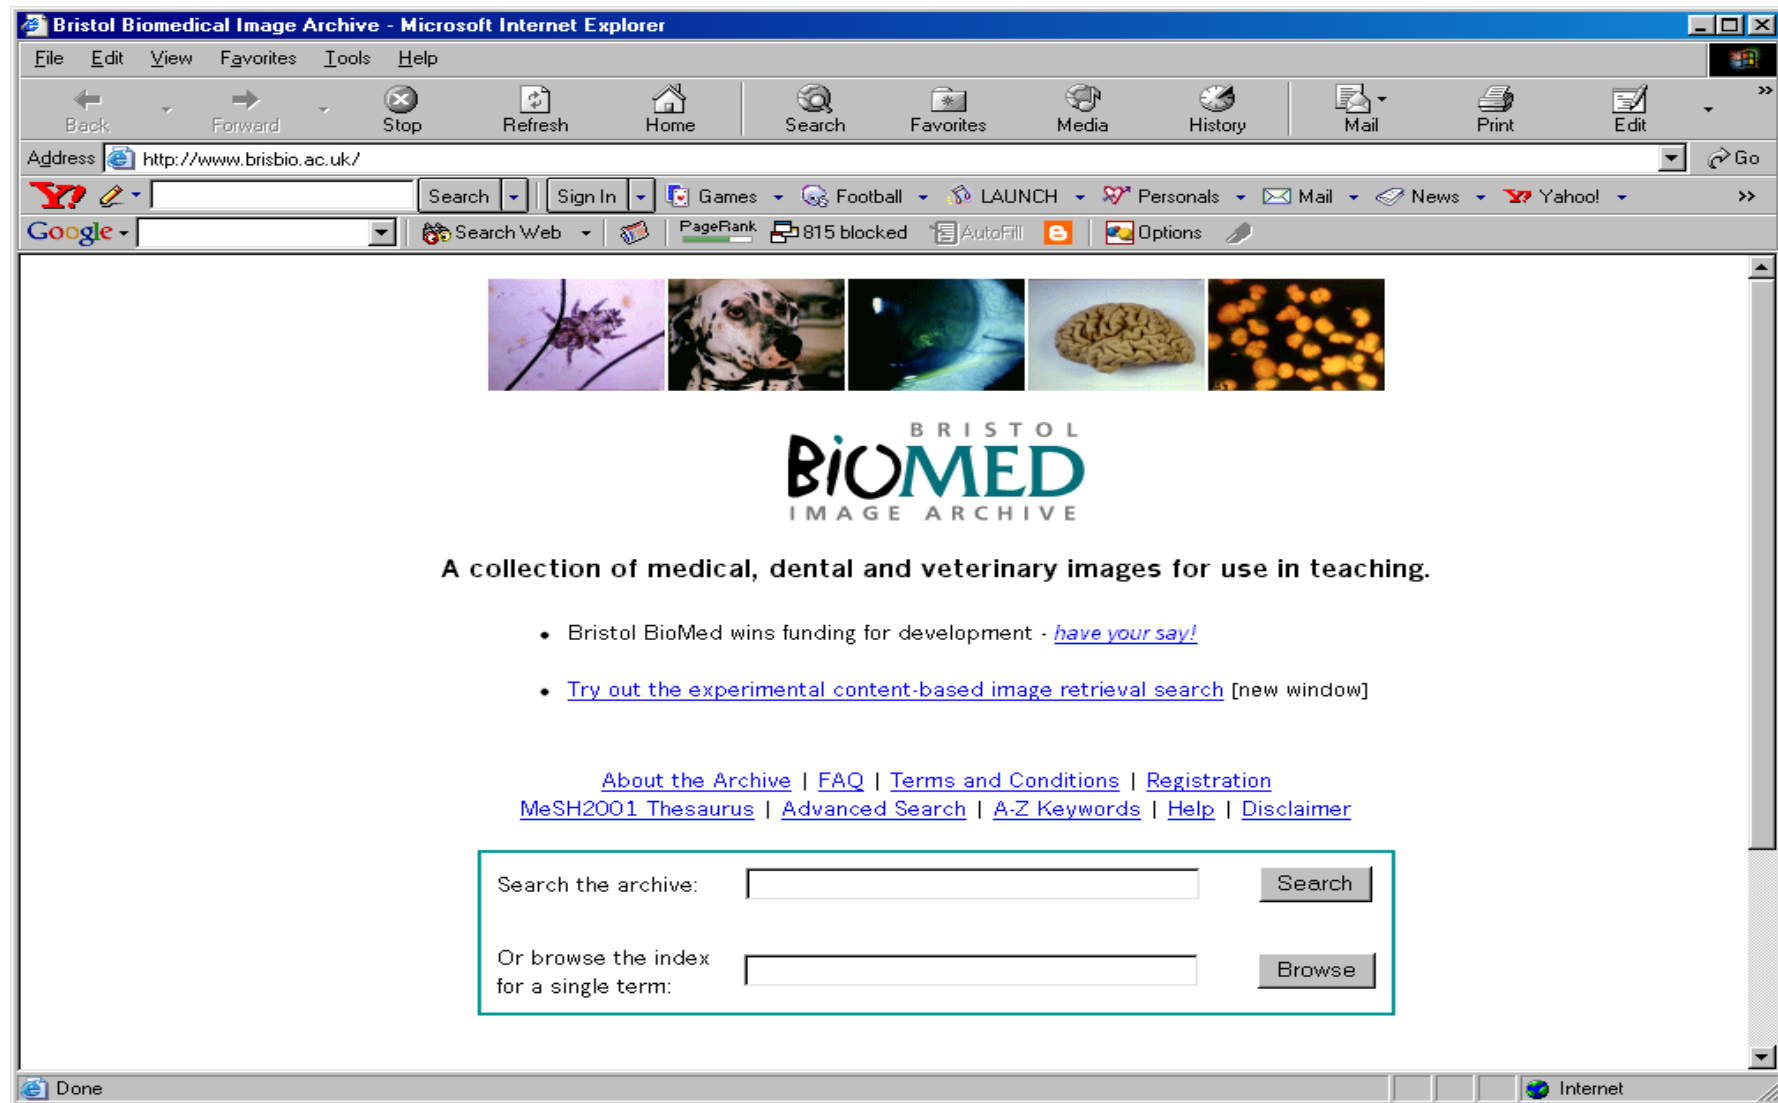 Bristol Biomedical Image Archive - Microsoft Internet Explorer
File Edit View Favorites Tools Help
Back Forward Stop Refresh Home Search Favorites Media History Mail Print Edit »
Address http://www.brisbio.ac.uk/ Go
Y! Search Sign In Games Football LAUNCH Personals Mail News Y! Yahoo! »
Google Search Web PageRank 815 blocked AutoFill Options
BRISTOL
BiOMED
IMAGE ARCHIVE
A collection of medical, dental and veterinary images for use in teaching.
• Bristol BioMed wins funding for development - have your say!
• Try out the experimental content-based image retrieval search [new window]
About the Archive | FAQ | Terms and Conditions | Registration
MeSH2001 Thesaurus | Advanced Search | A-Z Keywords | Help | Disclaimer
Search the archive: Search
Or browse the index
for a single term: Browse
Done Internet